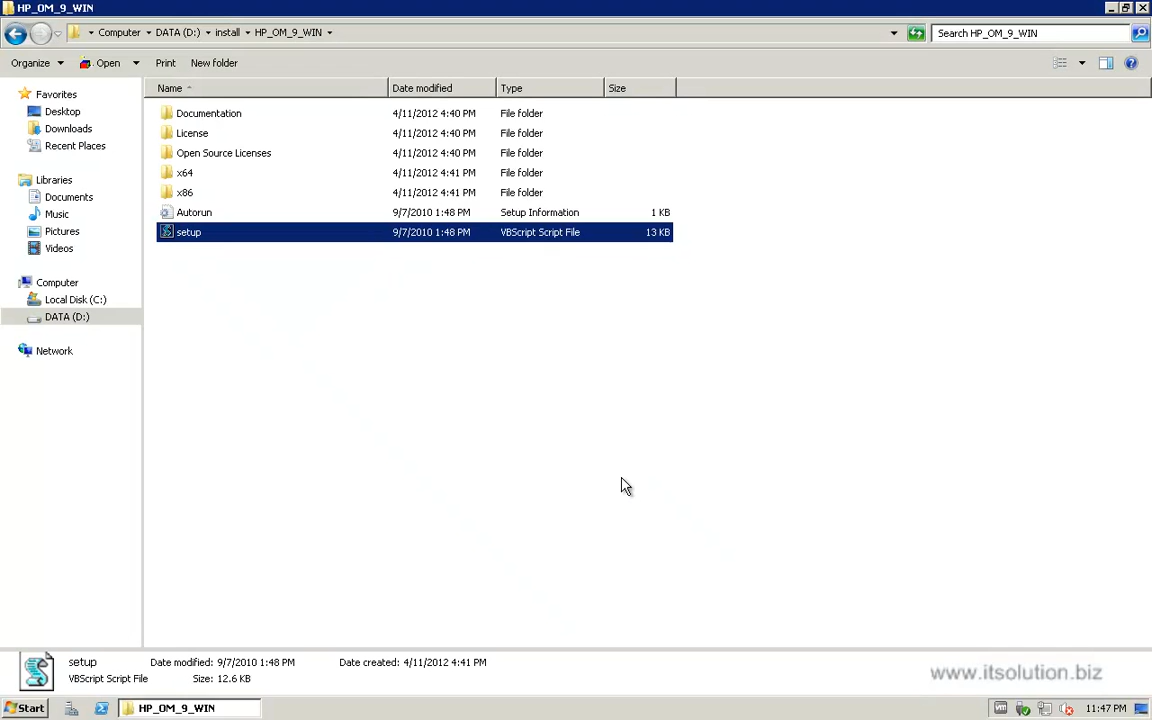 HP_OM_9_WIN
Computer DATA (D:) install HP_OM_9_WIN
Search HP_OM_9_WIN
Organize Open Print New folder
Name Date modified Type Size
Favorites
Desktop
Downloads
Recent Places
Libraries
Documents
Music
Pictures
Videos
Computer
Local Disk (C:)
DATA (D:)
Network
Documentation 4/11/2012 4:40 PM File folder
License 4/11/2012 4:40 PM File folder
Open Source Licenses 4/11/2012 4:40 PM File folder
x64 4/11/2012 4:41 PM File folder
x86 4/11/2012 4:41 PM File folder
Autorun 9/7/2010 1:48 PM Setup Information 1 KB
setup 9/7/2010 1:48 PM VBScript Script File 13 KB
setup Date modified: 9/7/2010 1:48 PM Date created: 4/11/2012 4:41 PM
VBScript Script File Size: 12.6 KB
www.itsolution.biz
Start HP_OM_9_WIN 11:47 PM